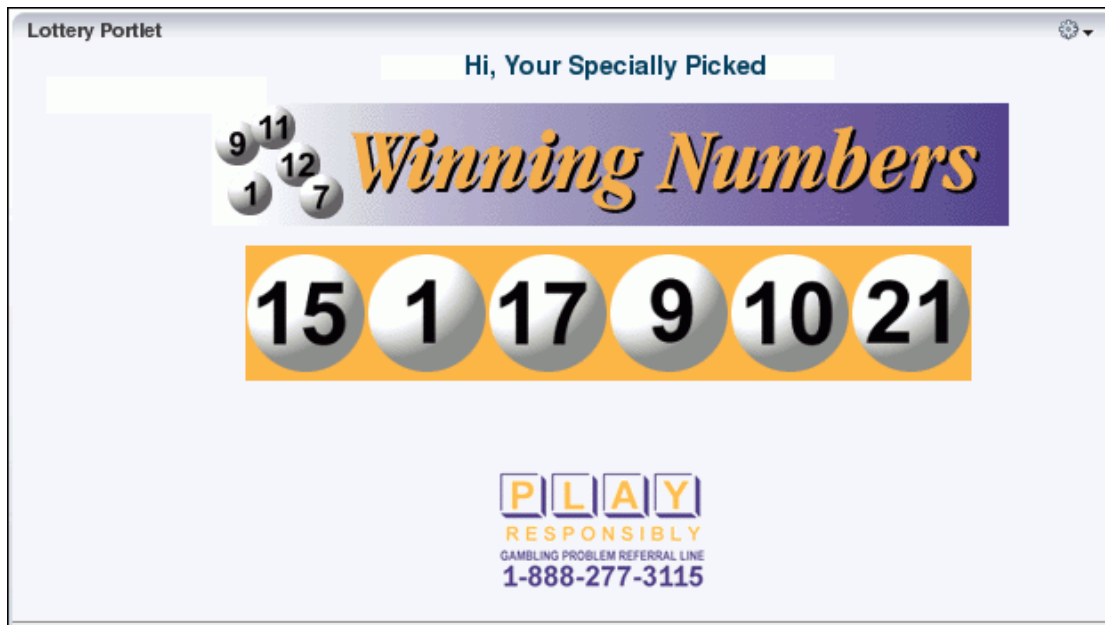 Lottery Portlet
Hi, Your Specially Picked
9 11 12 1 7
Winning Numbers
15 1 17 9 10 21
PLAY
RESPONSIBLY
GAMBLING PROBLEM REFERRAL LINE
1-888-277-3115